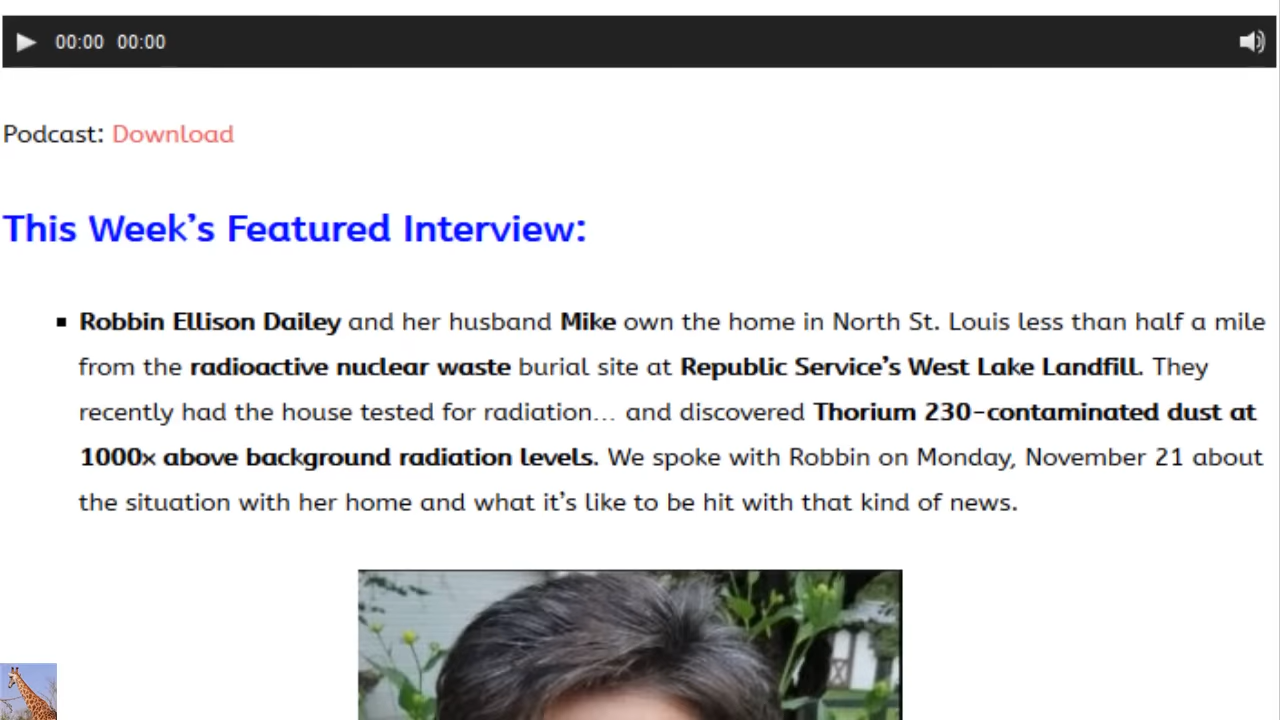 00:00 00:00
Podcast: Download
This Week's Featured Interview:
▪ Robbin Ellison Dailey and her husband Mike own the home in North St. Louis less than half a mile
from the radioactive nuclear waste burial site at Republic Service's West Lake Landfill. They
recently had the house tested for radiation... and discovered Thorium 230-contaminated dust at
1000x above background radiation levels. We spoke with Robbin on Monday, November 21 about
the situation with her home and what it's like to be hit with that kind of news.